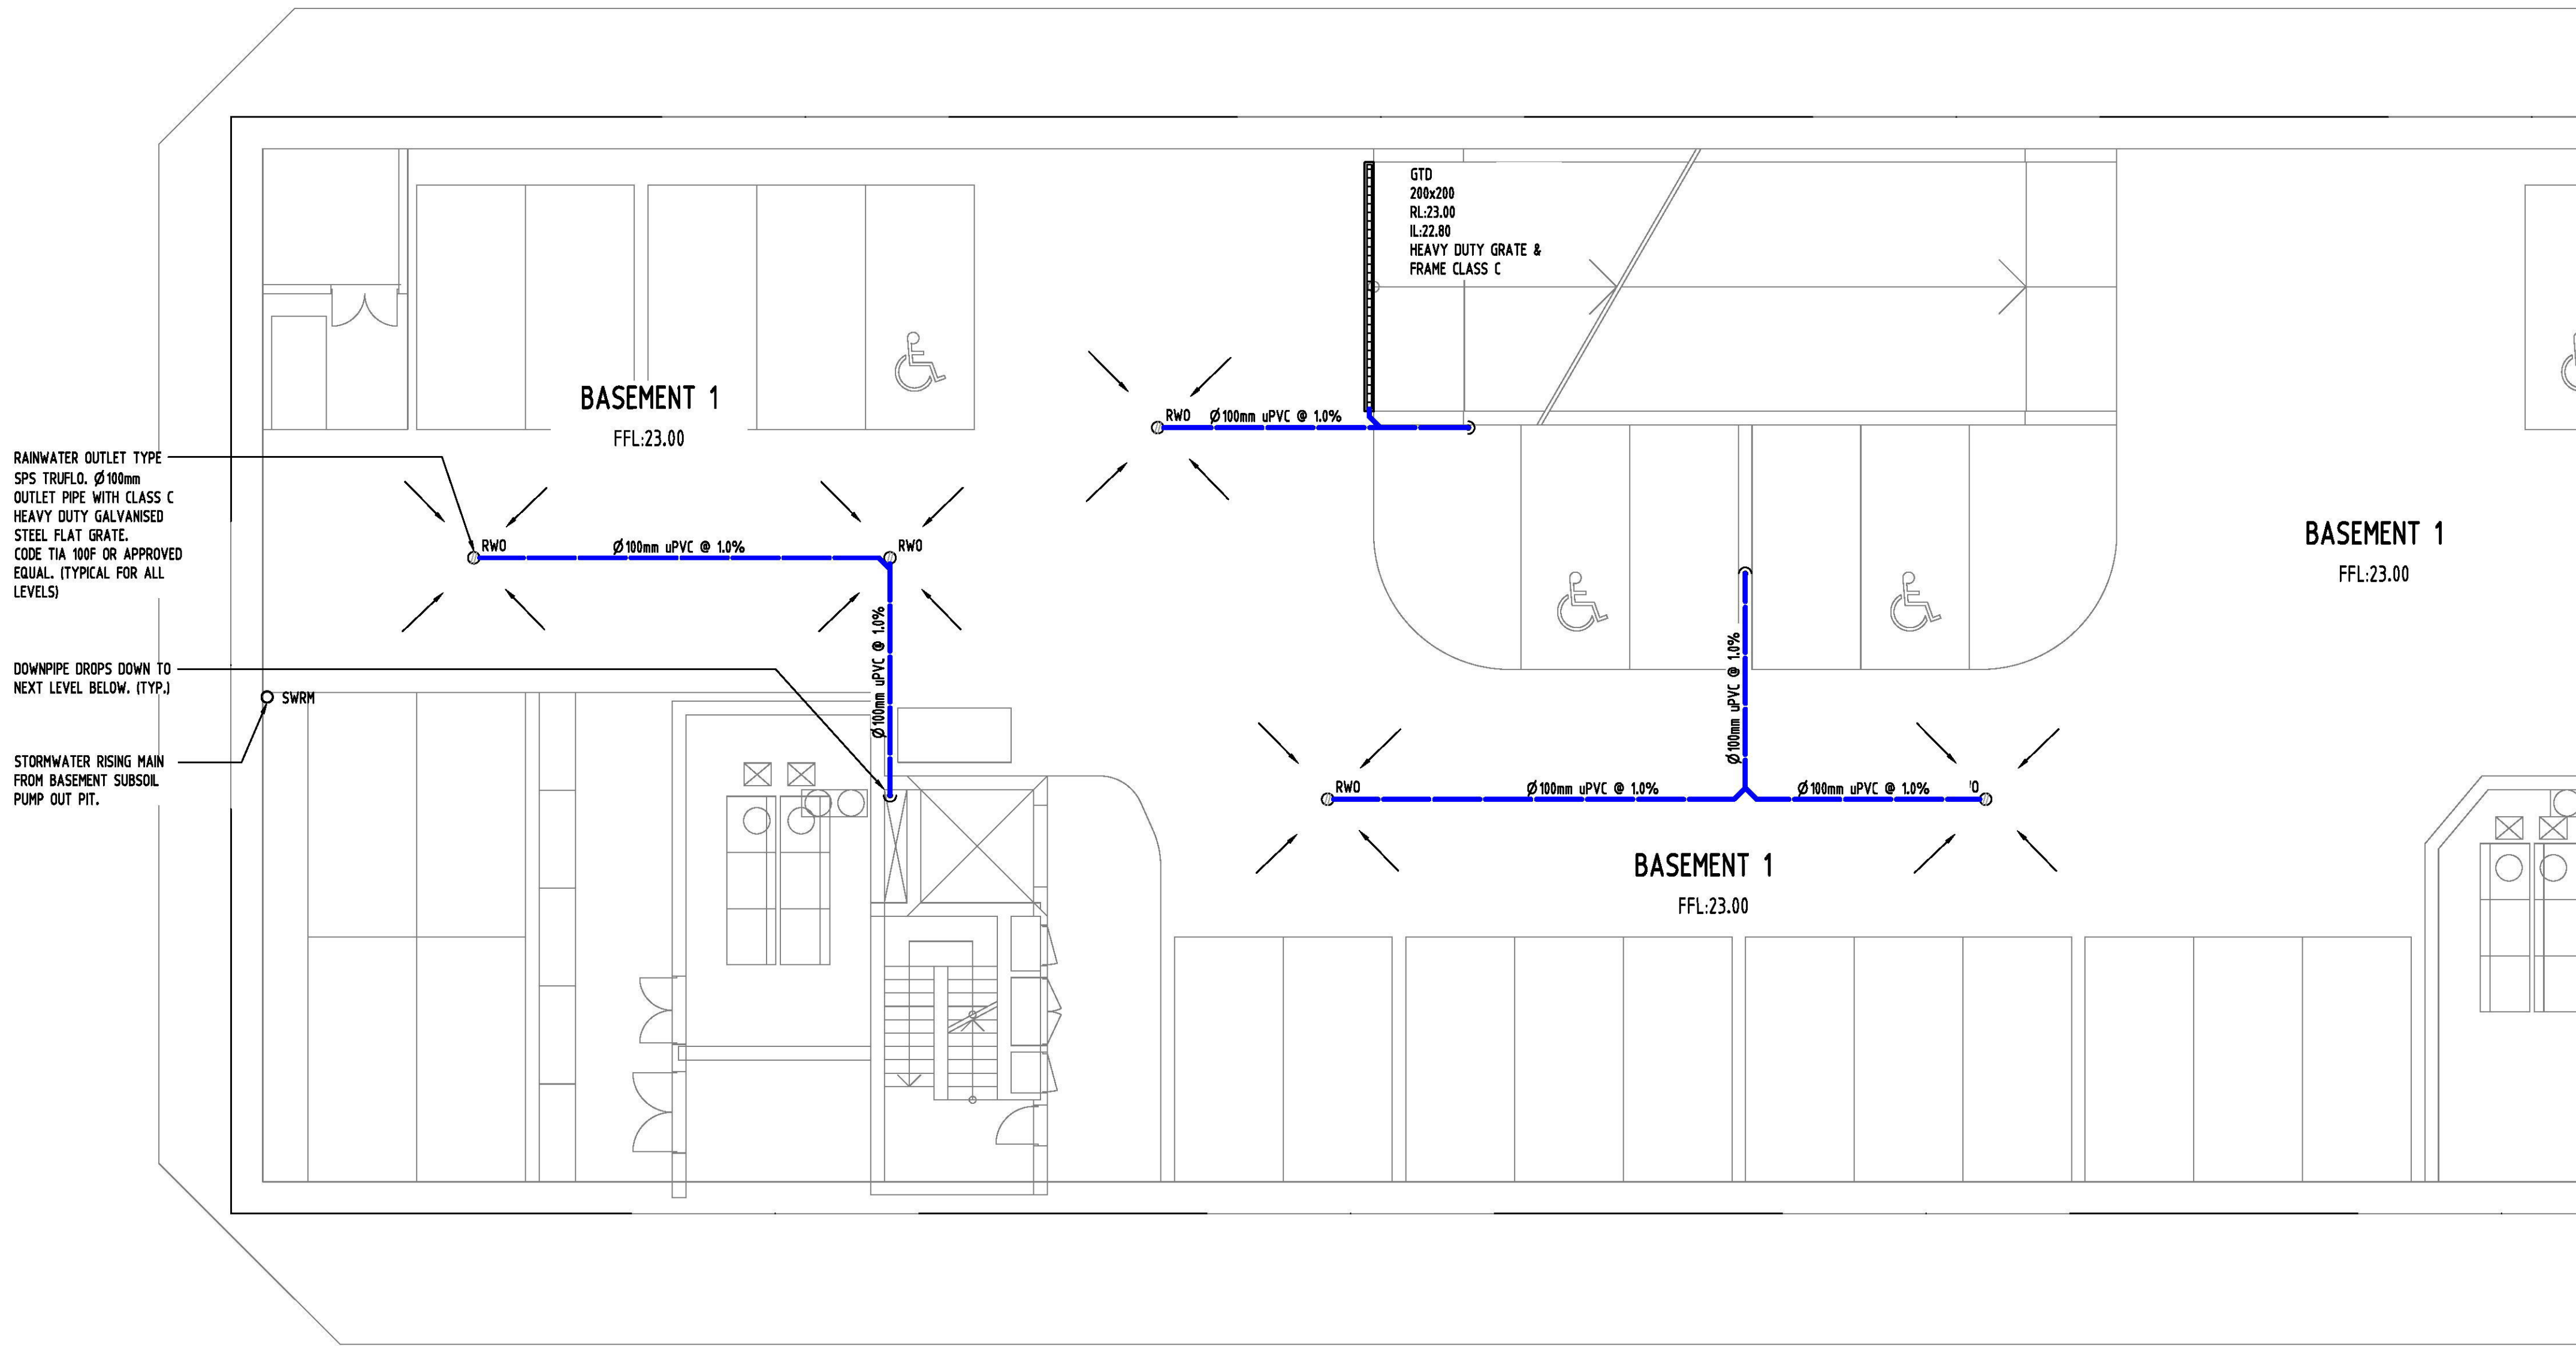 GTD
200x200
RL:23.00
IL:22.80
HEAVY DUTY GRATE &
FRAME CLASS C
BASEMENT 1
FFL:23.00
RWO
Ø100mm uPVC @ 1.0%
RAINWATER OUTLET TYPE
SPS TRUFLO. Ø100mm
OUTLET PIPE WITH CLASS C
HEAVY DUTY GALVANISED
STEEL FLAT GRATE.
CODE TIA 100F OR APPROVED
EQUAL. (TYPICAL FOR ALL
LEVELS)
RWO
Ø100mm uPVC @ 1.0%
RWO
BASEMENT 1
FFL:23.00
Ø100mm uPVC @ 1.0%
DOWNPIPE DROPS DOWN TO
NEXT LEVEL BELOW. (TYP.)
SWRM
STORMWATER RISING MAIN
FROM BASEMENT SUBSOIL
PUMP OUT PIT.
Ø100mm uPVC @ 1.0%
RWO
Ø100mm uPVC @ 1.0%
Ø100mm uPVC @ 1.0%
BASEMENT 1
FFL:23.00